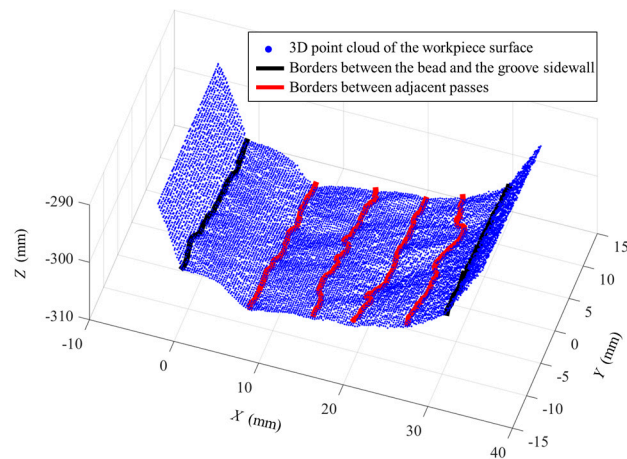 3D point cloud of the workpiece surface
Borders between the bead and the groove sidewall
Borders between adjacent passes
-290
-300
-310
Z (mm)
-10
0
10
20
30
40
X (mm)
15
10
5
0
-5
-10
-15
Y (mm)